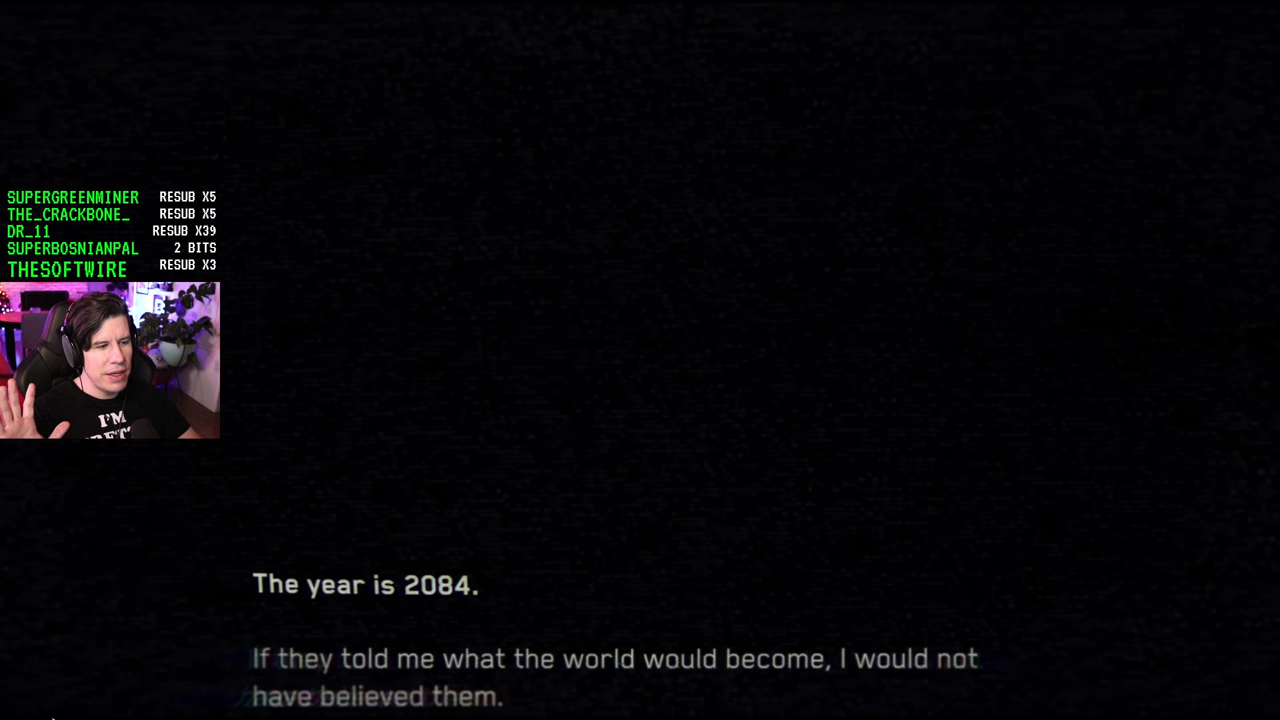 SUPERGREENMINER RESUB X5
THE_CRACKBONE_ RESUB X5
DR_11 RESUB X39
SUPERBOSNIANPAL 2 BITS
THESOFTWIRE RESUB X3
I'M
The year is 2084.
If they told me what the world would become, I would not
have believed them.